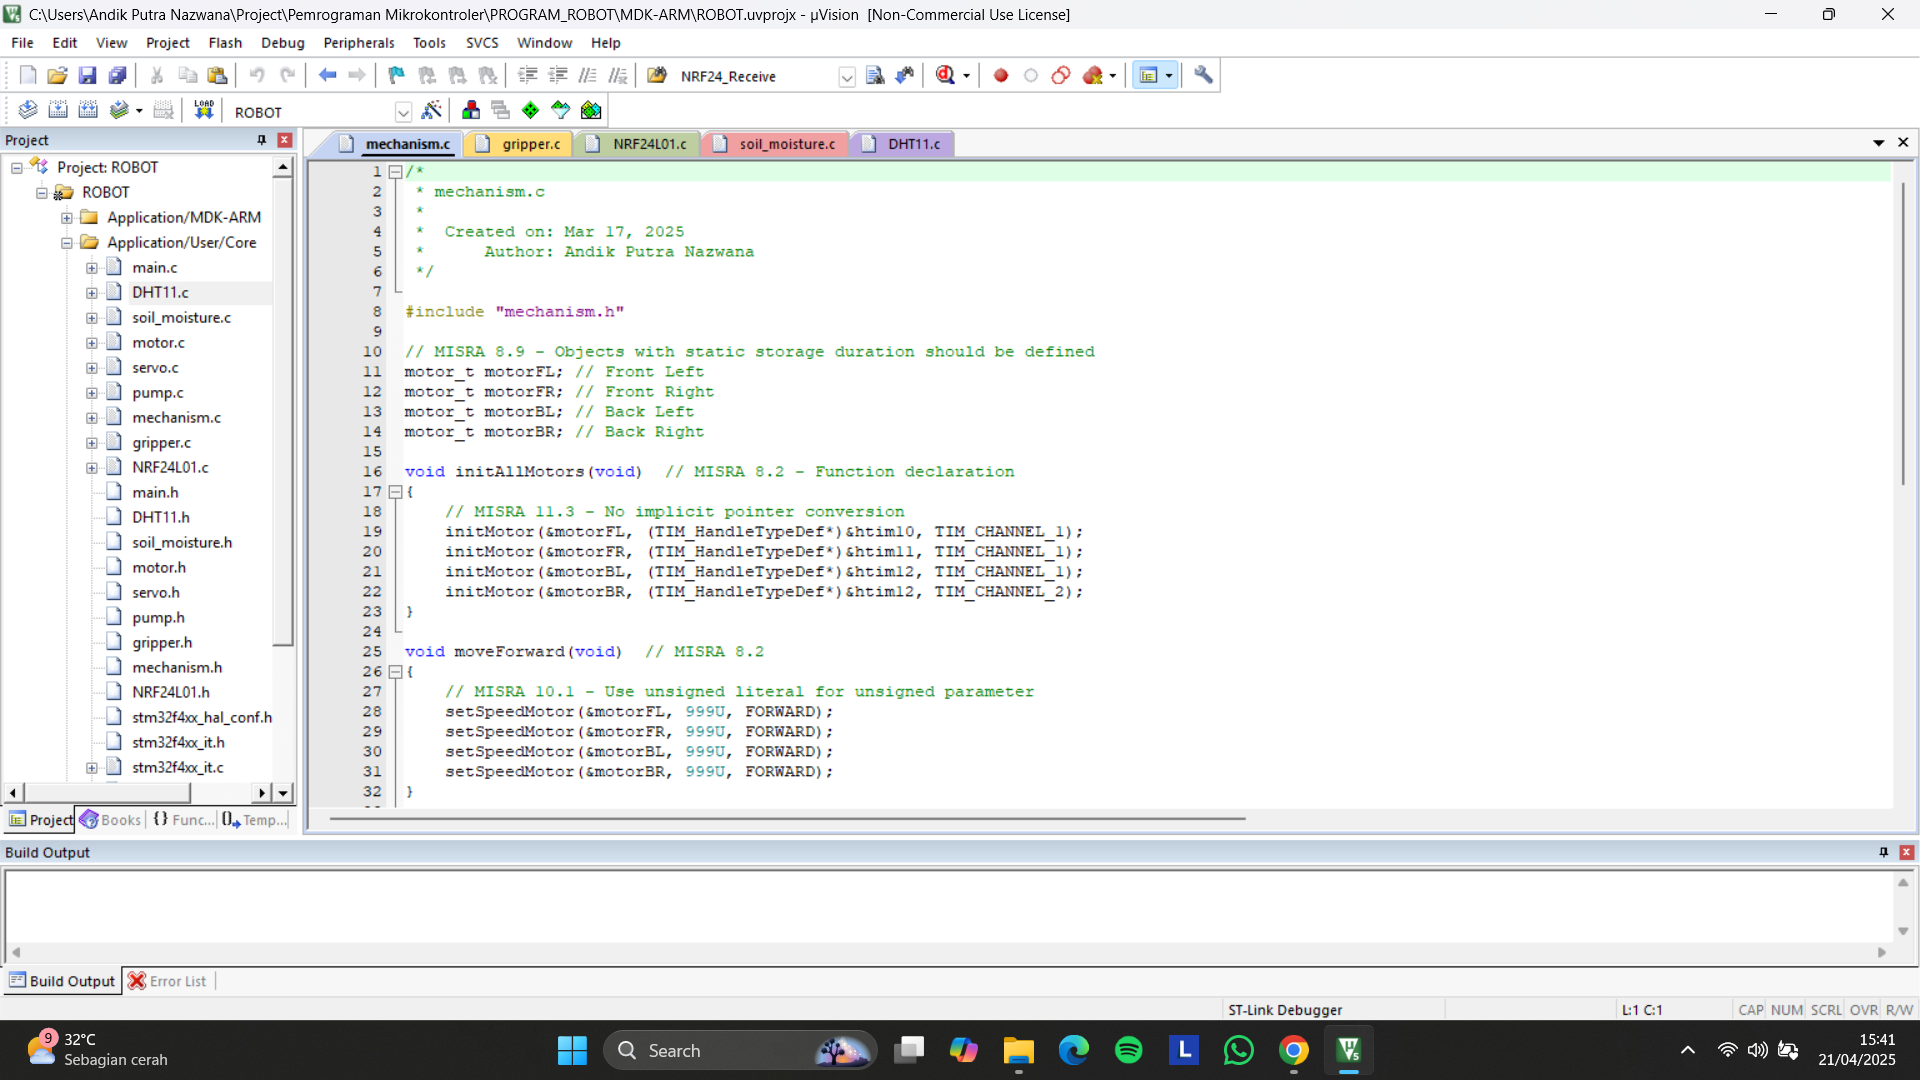 C:\Users\Andik Putra Nazwana\Project\Pemrograman Mikrokontroler\PROGRAM_ROBOT\MDK-ARM\ROBOT.uvprojx - µVision [Non-Commercial Use License]
File Edit View Project Flash Debug Peripherals Tools SVCS Window Help
NRF24_Receive
LOAD ROBOT
Project
mechanism.c gripper.c NRF24L01.c soil_moisture.c DHT11.c
Project: ROBOT
ROBOT
Application/MDK-ARM
Application/User/Core
main.c
DHT11.c
soil_moisture.c
motor.c
servo.c
pump.c
mechanism.c
gripper.c
NRF24L01.c
main.h
DHT11.h
soil_moisture.h
motor.h
servo.h
pump.h
gripper.h
mechanism.h
NRF24L01.h
stm32f4xx_hal_conf.h
stm32f4xx_it.h
stm32f4xx_it.c
Project Books {} Func... Temp...
1 /*
2 * mechanism.c
3 *
4 * Created on: Mar 17, 2025
5 * Author: Andik Putra Nazwana
6 */
7
8 #include "mechanism.h"
9
10 // MISRA 8.9 - Objects with static storage duration should be defined
11 motor_t motorFL; // Front Left
12 motor_t motorFR; // Front Right
13 motor_t motorBL; // Back Left
14 motor_t motorBR; // Back Right
15
16 void initAllMotors(void) // MISRA 8.2 - Function declaration
17 {
18 // MISRA 11.3 - No implicit pointer conversion
19 initMotor(&motorFL, (TIM_HandleTypeDef*)&htim10, TIM_CHANNEL_1);
20 initMotor(&motorFR, (TIM_HandleTypeDef*)&htim11, TIM_CHANNEL_1);
21 initMotor(&motorBL, (TIM_HandleTypeDef*)&htim12, TIM_CHANNEL_1);
22 initMotor(&motorBR, (TIM_HandleTypeDef*)&htim12, TIM_CHANNEL_2);
23 }
24
25 void moveForward(void) // MISRA 8.2
26 {
27 // MISRA 10.1 - Use unsigned literal for unsigned parameter
28 setSpeedMotor(&motorFL, 999U, FORWARD);
29 setSpeedMotor(&motorFR, 999U, FORWARD);
30 setSpeedMotor(&motorBL, 999U, FORWARD);
31 setSpeedMotor(&motorBR, 999U, FORWARD);
32 }
Build Output
Build Output Error List
ST-Link Debugger L:1 C:1 CAP NUM SCRL OVR R/W
9 32°C
Sebagian cerah
Search
L
15:41
21/04/2025